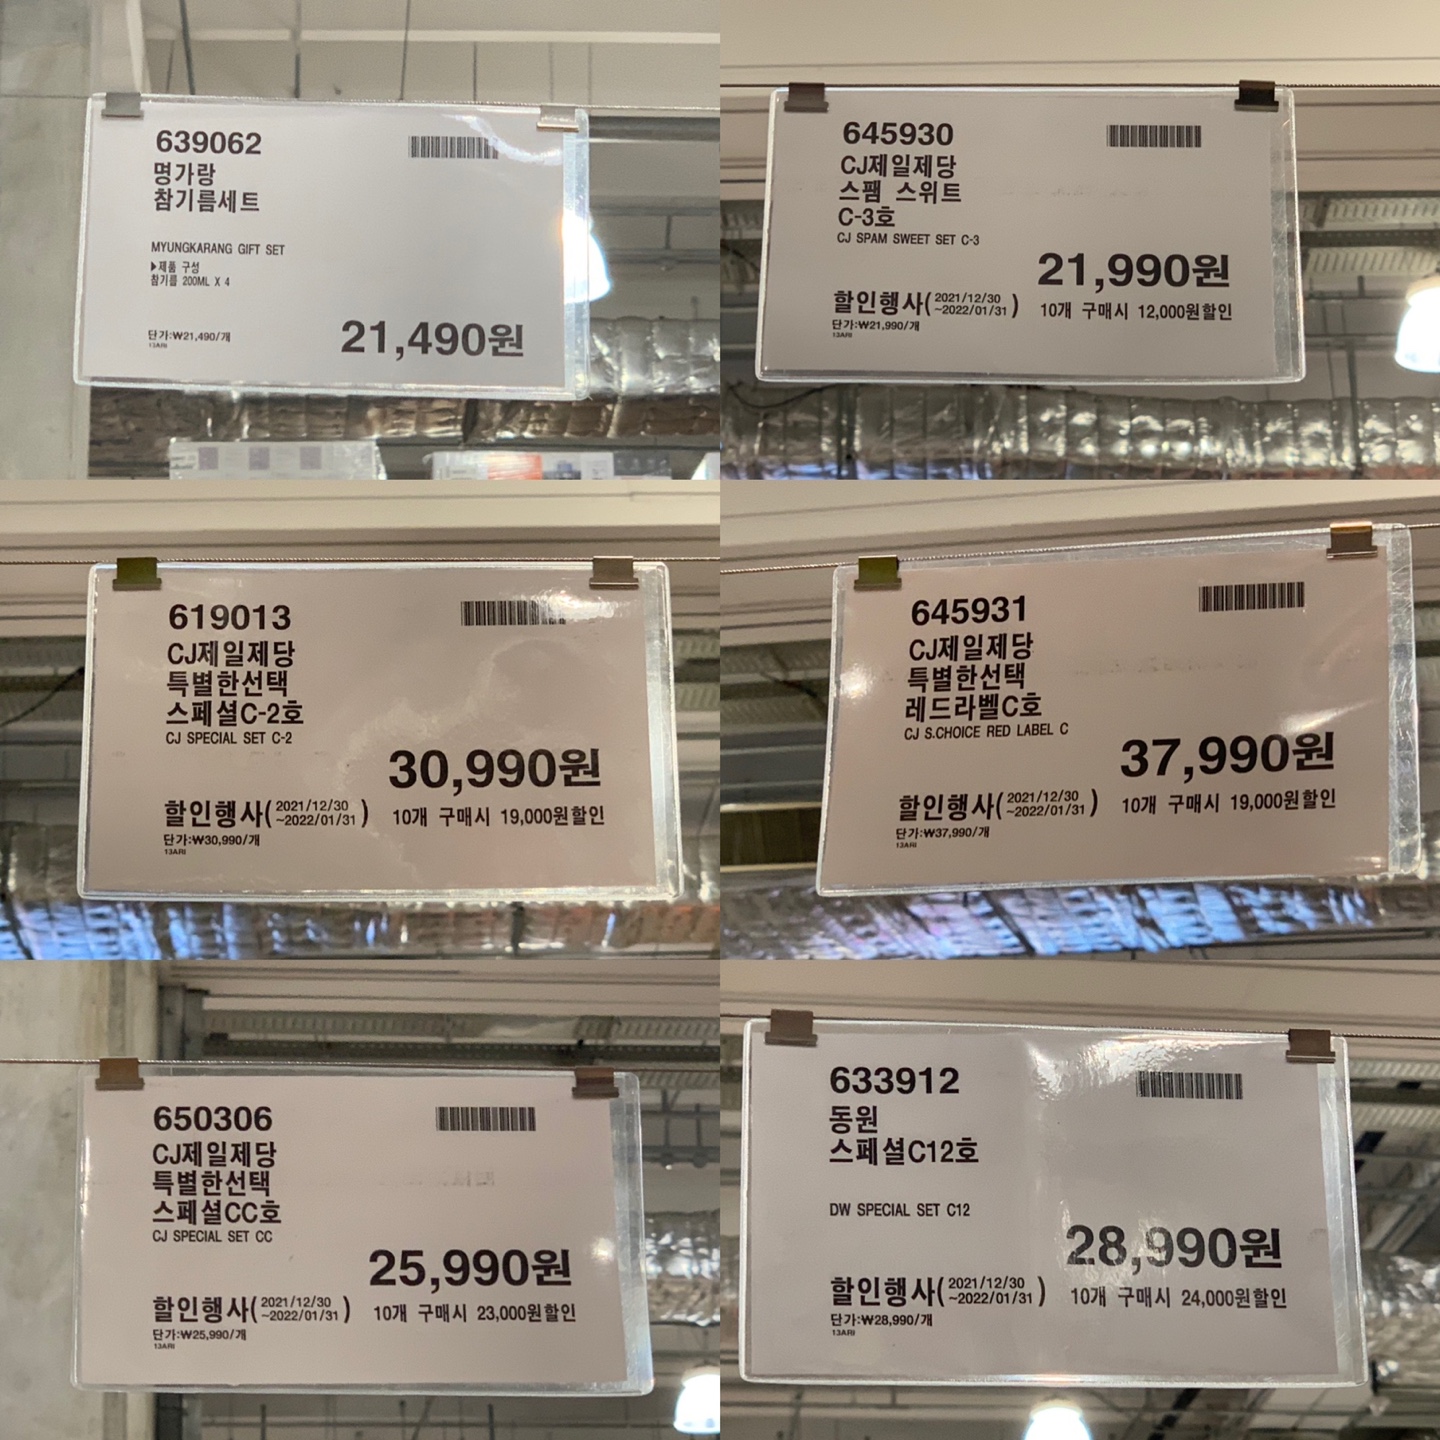 639062
명가랑
참기름세트
MYUNGKARANG GIFT SET
▶제품 구성
참기름 200ML X 4
단가:₩21,490/개
13ARI
21,490원
645930
CJ제일제당
스팸 스위트
C-3호
CJ SPAM SWEET SET C-3
21,990원
할인행사(2021/12/30 ~2022/01/31) 10개 구매시 12,000원할인
단가:₩21,990/개
13ARI
619013
CJ제일제당
특별한선택
스페셜C-2호
CJ SPECIAL SET C-2
30,990원
할인행사(2021/12/30 ~2022/01/31) 10개 구매시 19,000원할인
단가:₩30,990/개
13ARI
645931
CJ제일제당
특별한선택
레드라벨C호
CJ S.CHOICE RED LABEL C
37,990원
할인행사(2021/12/30 ~2022/01/31) 10개 구매시 19,000원할인
단가:₩37,990/개
13ARI
650306
CJ제일제당
특별한선택
스페셜CC호
CJ SPECIAL SET CC
25,990원
할인행사(2021/12/30 ~2022/01/31) 10개 구매시 23,000원할인
단가:₩25,990/개
13ARI
633912
동원
스페셜C12호
DW SPECIAL SET C12
28,990원
할인행사(2021/12/30 ~2022/01/31) 10개 구매시 24,000원할인
단가:₩28,990/개
13ARI